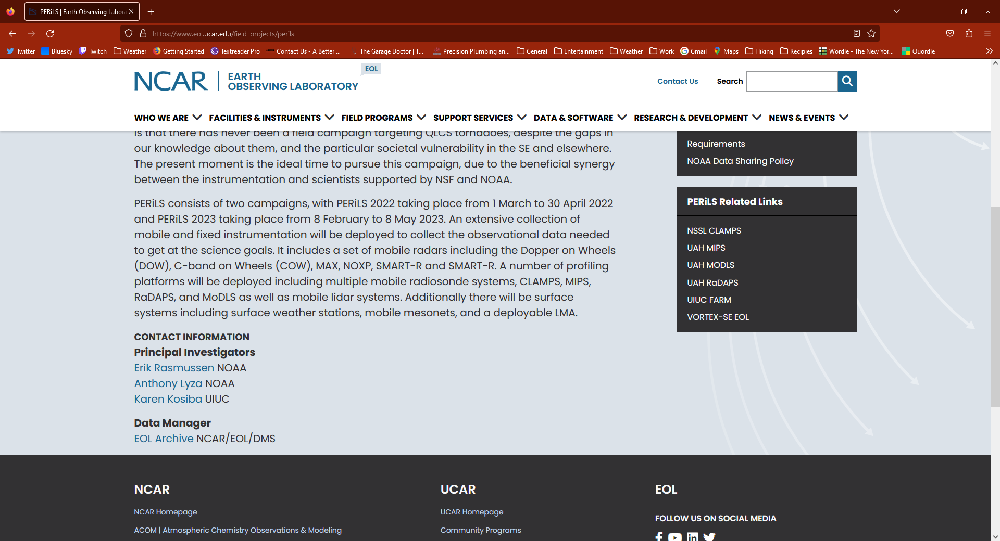 PERiLS | Earth Observing Labora
https://www.eol.ucar.edu/field_projects/perils
Twitter Bluesky Twitch Weather Getting Started Textreader Pro Contact Us - A Better ... The Garage Doctor | T... Precision Plumbing an... General Entertainment Weather Work Gmail Maps Hiking Recipies Wordle - The New Yor... Quordle
NCAR EARTH
OBSERVING LABORATORY
EOL
Contact Us Search
WHO WE ARE FACILITIES & INSTRUMENTS FIELD PROGRAMS SUPPORT SERVICES DATA & SOFTWARE RESEARCH & DEVELOPMENT NEWS & EVENTS
is that there has never been a field campaign targeting QLCS tornadoes, despite the gaps in
our knowledge about them, and the particular societal vulnerability in the SE and elsewhere.
The present moment is the ideal time to pursue this campaign, due to the beneficial synergy
between the instrumentation and scientists supported by NSF and NOAA.
PERiLS consists of two campaigns, with PERiLS 2022 taking place from 1 March to 30 April 2022
and PERiLS 2023 taking place from 8 February to 8 May 2023. An extensive collection of
mobile and fixed instrumentation will be deployed to collect the observational data needed
to get at the science goals. It includes a set of mobile radars including the Dopper on Wheels
(DOW), C-band on Wheels (COW), MAX, NOXP, SMART-R and SMART-R. A number of profiling
platforms will be deployed including multiple mobile radiosonde systems, CLAMPS, MIPS,
RaDAPS, and MoDLS as well as mobile lidar systems. Additionally there will be surface
systems including surface weather stations, mobile mesonets, and a deployable LMA.
CONTACT INFORMATION
Principal Investigators
Erik Rasmussen NOAA
Anthony Lyza NOAA
Karen Kosiba UIUC
Data Manager
EOL Archive NCAR/EOL/DMS
Requirements
NOAA Data Sharing Policy
PERiLS Related Links
NSSL CLAMPS
UAH MIPS
UAH MODLS
UAH RaDAPS
UIUC FARM
VORTEX-SE EOL
NCAR
NCAR Homepage
ACOM | Atmospheric Chemistry Observations & Modeling
UCAR
UCAR Homepage
Community Programs
EOL
FOLLOW US ON SOCIAL MEDIA